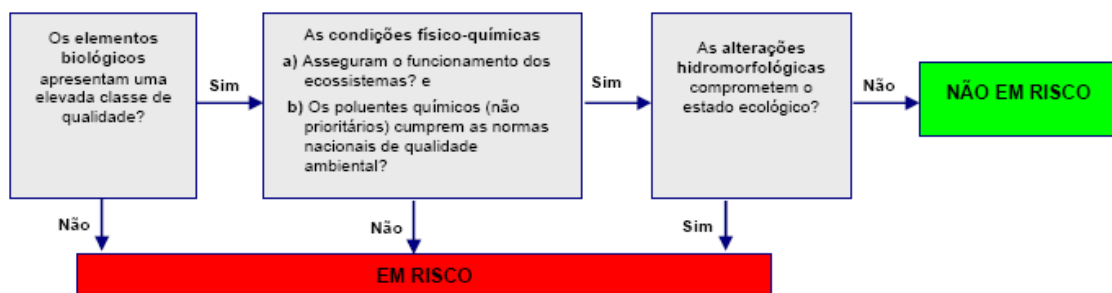 Os elementos
biológicos
apresentam uma
elevada classe de
qualidade?
Sim
As condições físico-químicas
a) Asseguram o funcionamento dos
ecossistemas? e
b) Os poluentes químicos (não
prioritários) cumprem as normas
nacionais de qualidade
ambiental?
Sim
As alterações
hidromorfológicas
comprometem o
estado ecológico?
Não
NÃO EM RISCO
Não
Não
Sim
EM RISCO